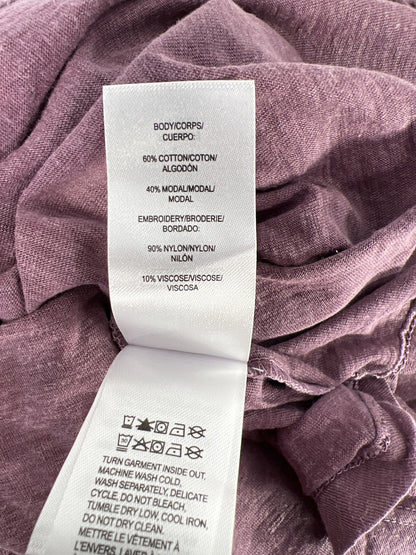 BODY/CORPS/
CUERPO:
60% COTTON/COTON/
ALGODÓN
40% MODAL/MODAL/
MODAL
EMBROIDERY/BRODERIE/
BORDADO:
90% NYLON/NYLON/
NILÓN
10% VISCOSE/VISCOSE/
VISCOSA
TURN GARMENT INSIDE OUT,
MACHINE WASH COLD,
WASH SEPARATELY, DELICATE
CYCLE, DO NOT BLEACH,
TUMBLE DRY LOW, COOL IRON,
DO NOT DRY CLEAN.
METTRE LE VÊTEMENT À
L'ENVERS, LAVER À